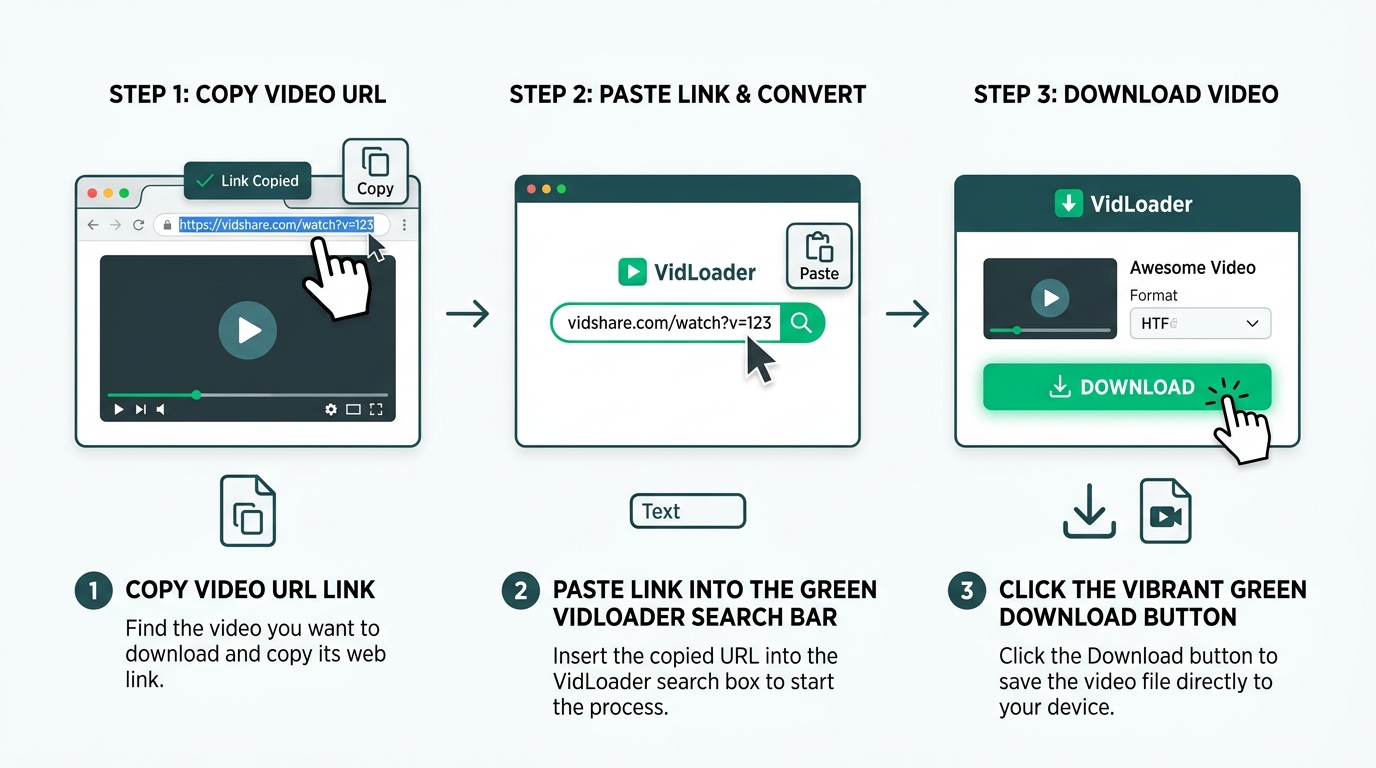 STEP 1: COPY VIDEO URL
Link Copied
Copy
https://vidshare.com/watch?v=123
1
COPY VIDEO URL LINK
Find the video you want to
download and copy its web
link.
STEP 2: PASTE LINK & CONVERT
Paste
VidLoader
vidshare.com/watch?v=123
Text
2
PASTE LINK INTO THE GREEN
VIDLOADER SEARCH BAR
Insert the copied URL into the
VidLoader search box to start
the process.
STEP 3: DOWNLOAD VIDEO
VidLoader
Awesome Video
Format
DOWNLOAD
3
CLICK THE VIBRANT GREEN
DOWNLOAD BUTTON
Click the Download button to
save the video file directly to
your device.